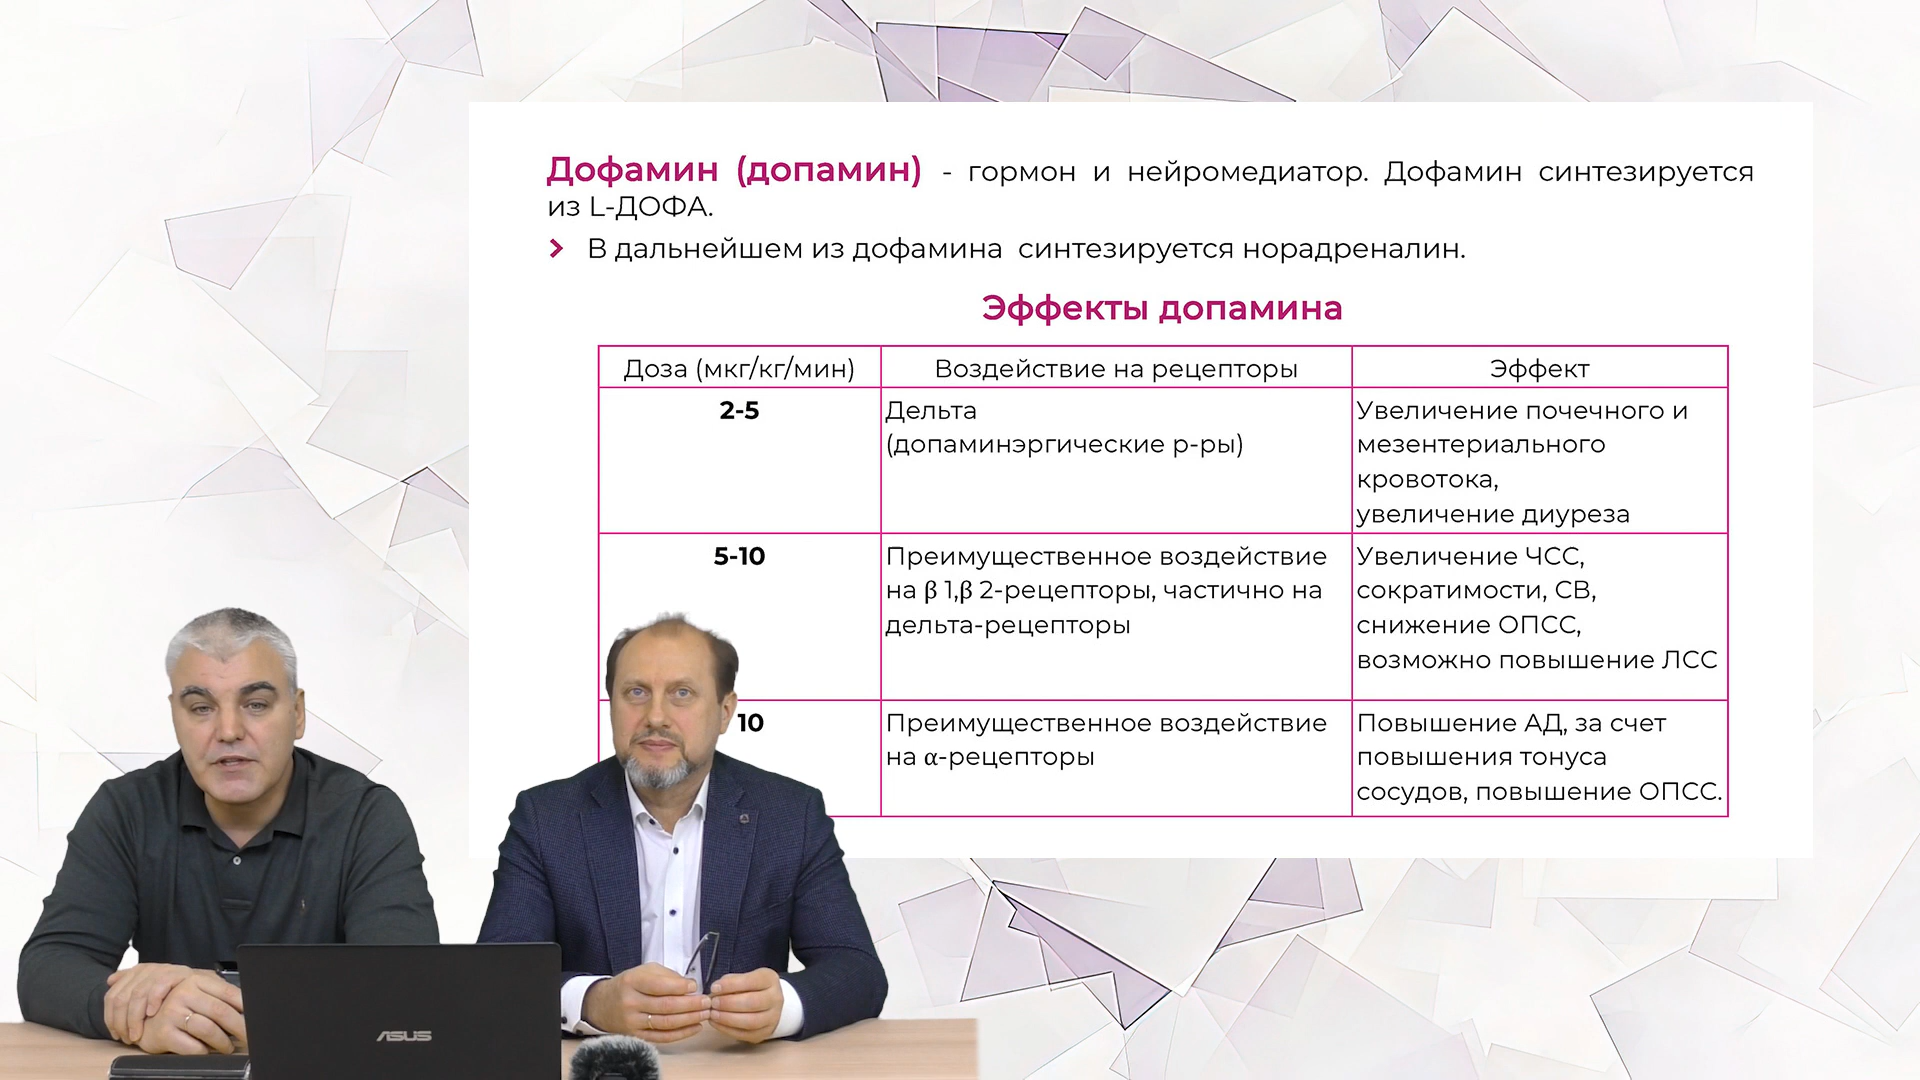 Дофамин (допамин) - гормон и нейромедиатор. Дофамин синтезируется
из L-ДОФА.
В дальнейшем из дофамина синтезируется норадреналин.
Эффекты допамина
Доза (мкг/кг/мин)
Воздействие на рецепторы
Эффект
2-5
Дельта
(допаминэргические р-ры)
Увеличение почечного и
мезентериального
кровотока,
увеличение диуреза
5-10
Преимущественное воздействие
на β 1,β 2-рецепторы, частично на
дельта-рецепторы
Увеличение ЧСС,
сократимости, СВ,
снижение ОПСС,
возможно повышение ЛСС
10
Преимущественное воздействие
на α-рецепторы
Повышение АД, за счет
повышения тонуса
сосудов, повышение ОПСС.
ASUS